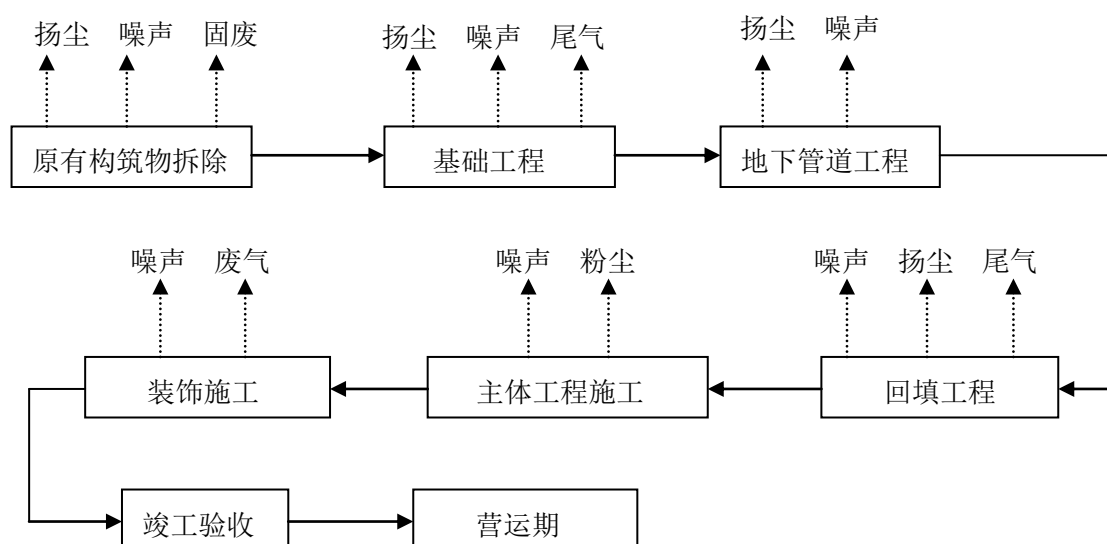 扬尘 噪声 固废 扬尘 噪声 尾气 扬尘 噪声
原有构筑物拆除 基础工程 地下管道工程
噪声 废气 噪声 粉尘 噪声 扬尘 尾气
装饰施工 主体工程施工 回填工程
竣工验收 营运期